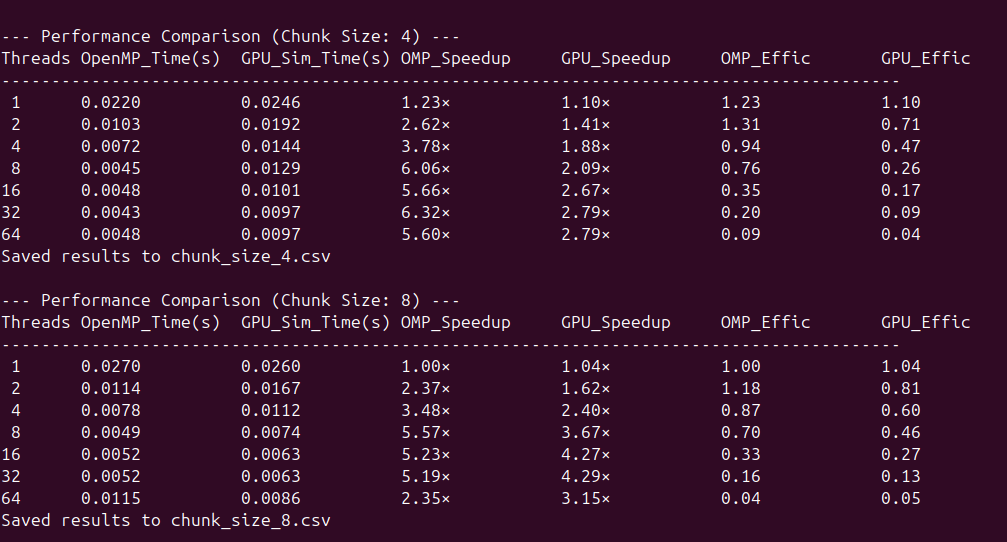 --- Performance Comparison (Chunk Size: 4) ---
Threads OpenMP_Time(s)  GPU_Sim_Time(s) OMP_Speedup     GPU_Speedup     OMP_Effic       GPU_Effic
------------------------------------------------------------------------------------------
 1      0.0220          0.0246          1.23×           1.10×           1.23            1.10
 2      0.0103          0.0192          2.62×           1.41×           1.31            0.71
 4      0.0072          0.0144          3.78×           1.88×           0.94            0.47
 8      0.0045          0.0129          6.06×           2.09×           0.76            0.26
16      0.0048          0.0101          5.66×           2.67×           0.35            0.17
32      0.0043          0.0097          6.32×           2.79×           0.20            0.09
64      0.0048          0.0097          5.60×           2.79×           0.09            0.04
Saved results to chunk_size_4.csv

--- Performance Comparison (Chunk Size: 8) ---
Threads OpenMP_Time(s)  GPU_Sim_Time(s) OMP_Speedup     GPU_Speedup     OMP_Effic       GPU_Effic
------------------------------------------------------------------------------------------
 1      0.0270          0.0260          1.00×           1.04×           1.00            1.04
 2      0.0114          0.0167          2.37×           1.62×           1.18            0.81
 4      0.0078          0.0112          3.48×           2.40×           0.87            0.60
 8      0.0049          0.0074          5.57×           3.67×           0.70            0.46
16      0.0052          0.0063          5.23×           4.27×           0.33            0.27
32      0.0052          0.0063          5.19×           4.29×           0.16            0.13
64      0.0115          0.0086          2.35×           3.15×           0.04            0.05
Saved results to chunk_size_8.csv